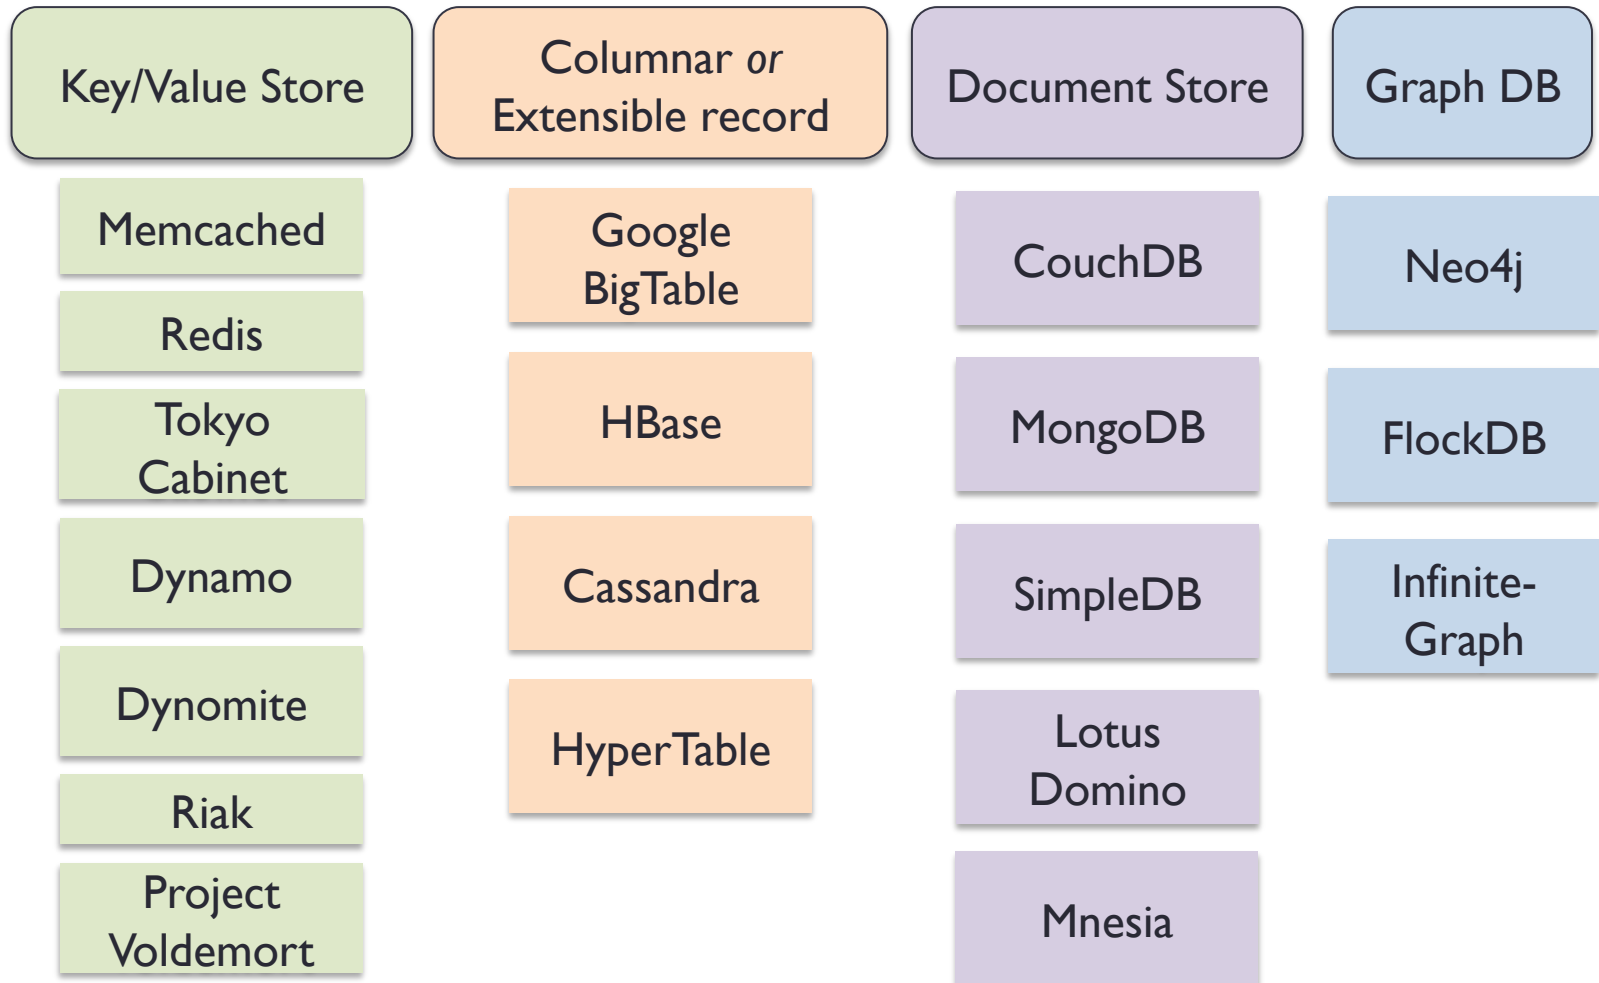 Key/Value Store
Memcached
Redis
Tokyo
Cabinet
Dynamo
Dynomite
Riak
Project
Voldemort
Columnar or
Extensible record
Google
BigTable
HBase
Cassandra
HyperTable
Document Store
CouchDB
MongoDB
SimpleDB
Lotus
Domino
Mnesia
Graph DB
Neo4j
FlockDB
Infinite-
Graph